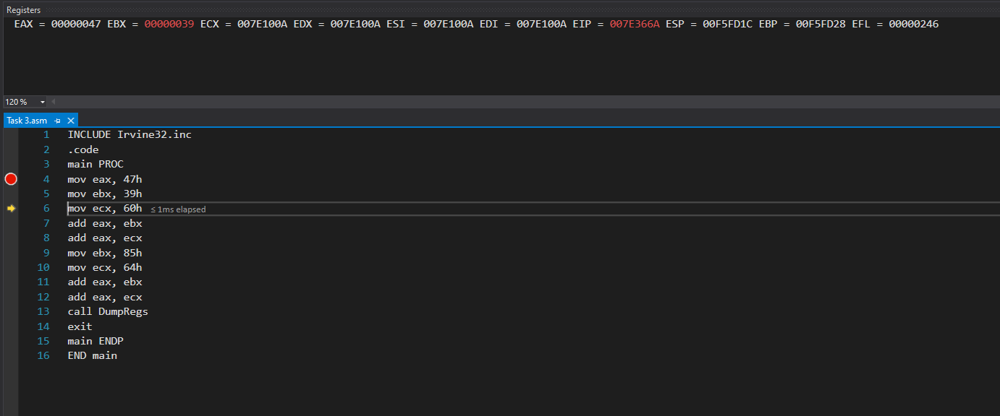 Registers
EAX = 00000047 EBX = 00000039 ECX = 007E100A EDX = 007E100A ESI = 007E100A EDI = 007E100A EIP = 007E366A ESP = 00F5FD1C EBP = 00F5FD28 EFL = 00000246
120 %
Task 3.asm
1 INCLUDE Irvine32.inc
2 .code
3 main PROC
4 mov eax, 47h
5 mov ebx, 39h
6 mov ecx, 60h ≤ 1ms elapsed
7 add eax, ebx
8 add eax, ecx
9 mov ebx, 85h
10 mov ecx, 64h
11 add eax, ebx
12 add eax, ecx
13 call DumpRegs
14 exit
15 main ENDP
16 END main